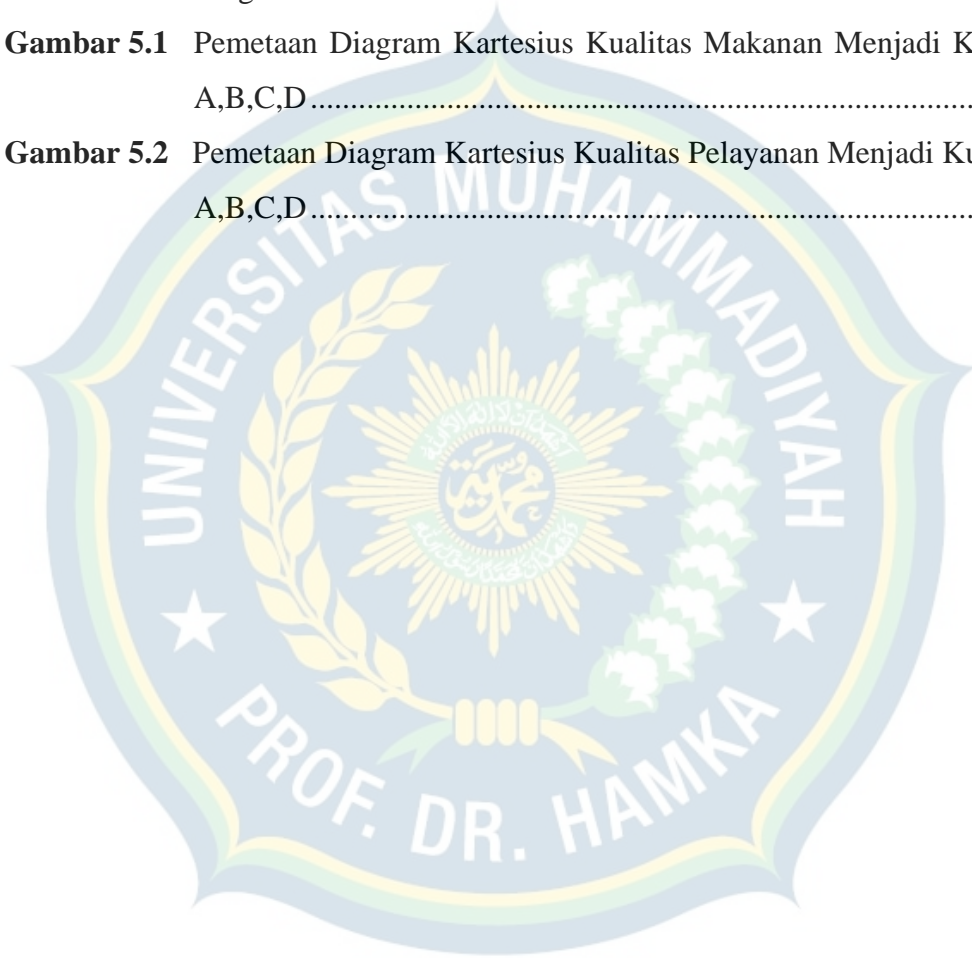 Gambar 5.1 Pemetaan Diagram Kartesius Kualitas Makanan Menjadi K
A,B,C,D
Gambar 5.2 Pemetaan Diagram Kartesius Kualitas Pelayanan Menjadi Ku
A,B,C,D
UNIVERSITAS MUHAMMADIYAH
محمدية
PROF. DR. HAMKA